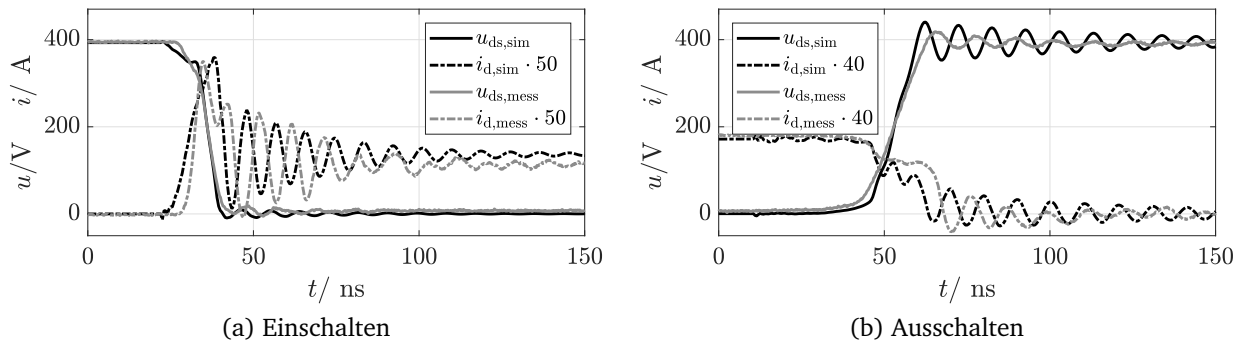 400
200
0
u/V i/ A
0 50 100 150
t/ ns
u_ds,sim
i_d,sim · 50
u_ds,mess
i_d,mess · 50
(a) Einschalten
400
200
0
u/V i/ A
0 50 100 150
t/ ns
u_ds,sim
i_d,sim · 40
u_ds,mess
i_d,mess · 40
(b) Ausschalten